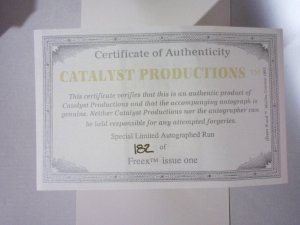 Certificate of Authenticity
CATALYST PRODUCTIONS™
This certificate verifies that this is an authentic product of
Catalyst Productions and that the accompanying autograph is
genuine. Neither Catalyst Productions nor the autographer can
be held responsible for any attempted forgeries.
Special Limited Autographed Run
182 of
Freex™ issue one